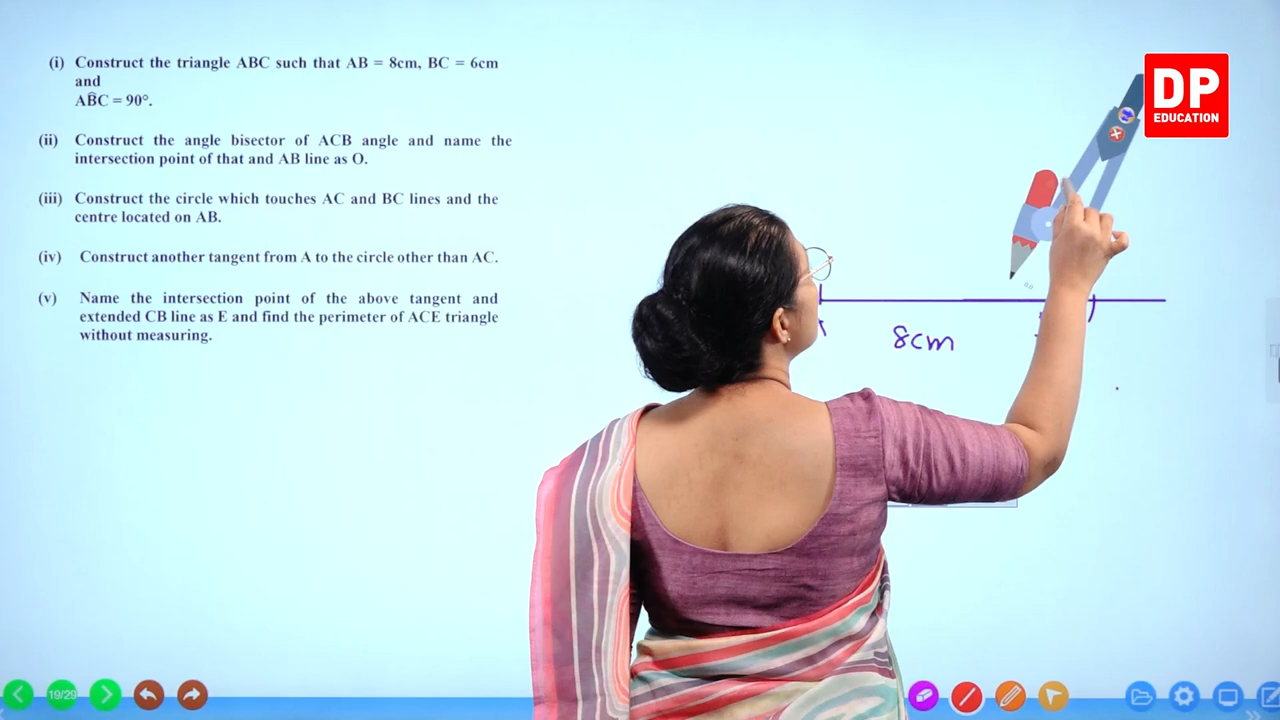 (i) Construct the triangle ABC such that AB = 8cm, BC = 6cm
and
AB̂C = 90°.
(ii) Construct the angle bisector of ACB angle and name the
intersection point of that and AB line as O.
(iii) Construct the circle which touches AC and BC lines and the
centre located on AB.
(iv) Construct another tangent from A to the circle other than AC.
(v) Name the intersection point of the above tangent and
extended CB line as E and find the perimeter of ACE triangle
without measuring.
DP
EDUCATION
8cm
19/29